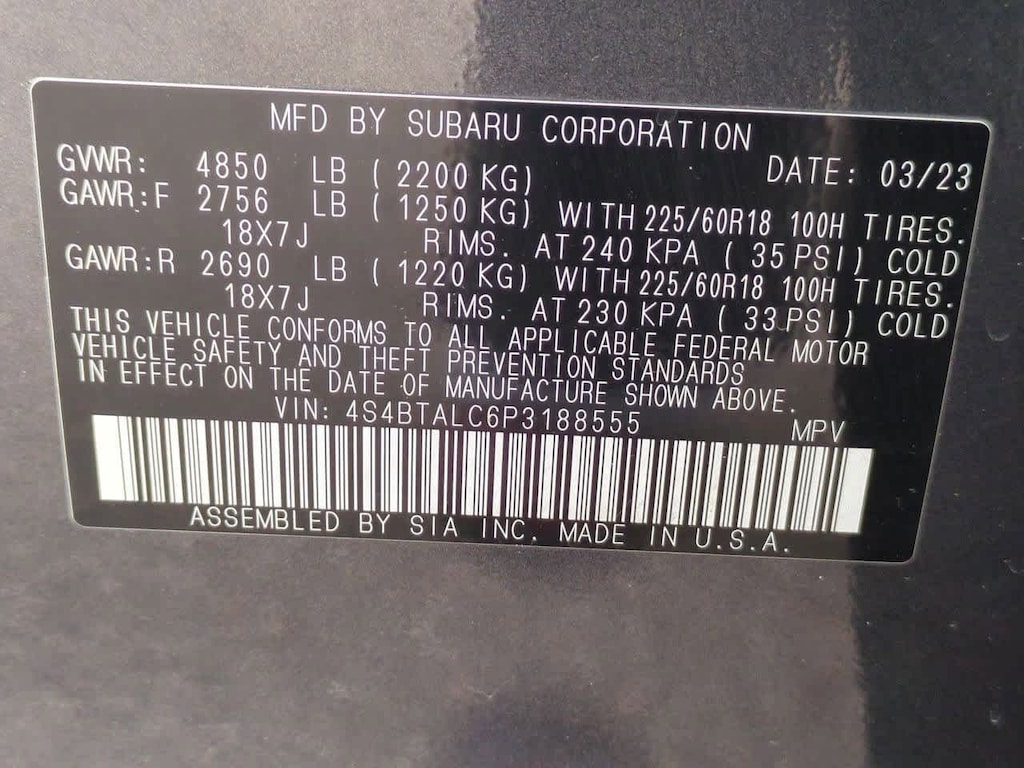 MFD BY SUBARU CORPORATION
GVWR: 4850 LB ( 2200 KG) DATE: 03/23
GAWR:F 2756 LB ( 1250 KG) WITH 225/60R18 100H TIRES.
18X7J RIMS. AT 240 KPA ( 35 PSI) COLD
GAWR:R 2690 LB ( 1220 KG) WITH 225/60R18 100H TIRES.
18X7J RIMS. AT 230 KPA ( 33 PSI) COLD
THIS VEHICLE CONFORMS TO ALL APPLICABLE FEDERAL MOTOR
VEHICLE SAFETY AND THEFT PREVENTION STANDARDS
IN EFFECT ON THE DATE OF MANUFACTURE SHOWN ABOVE.
VIN: 4S4BTALC6P3188555 MPV
ASSEMBLED BY SIA INC. MADE IN U.S.A.